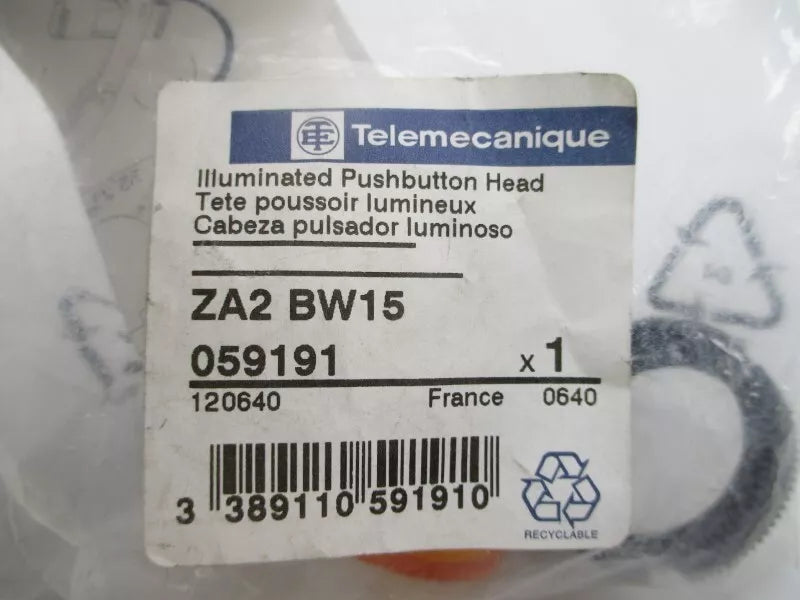 Telemecanique
Illuminated Pushbutton Head
Tete poussoir lumineux
Cabeza pulsador luminoso
ZA2 BW15
059191 x 1
120640 France 0640
3 389110 591910
RECYCLABLE